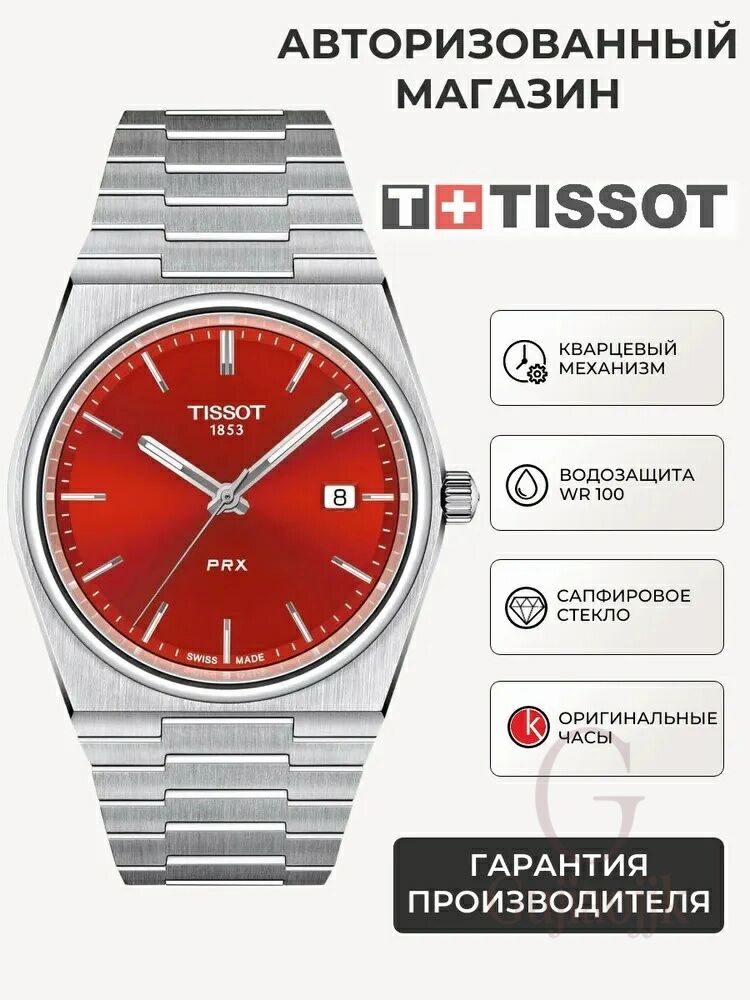 АВТОРИЗОВАННЫЙ
МАГАЗИН
T+TISSOT
TISSOT
1853
8
PRX
SWISS MADE
КВАРЦЕВЫЙ
МЕХАНИЗМ
ВОДОЗАЩИТА
WR 100
САПФИРОВОЕ
СТЕКЛО
k
ОРИГИНАЛЬНЫЕ
ЧАСЫ
G
ГАРАНТИЯ
ПРОИЗВОДИТЕЛЯ